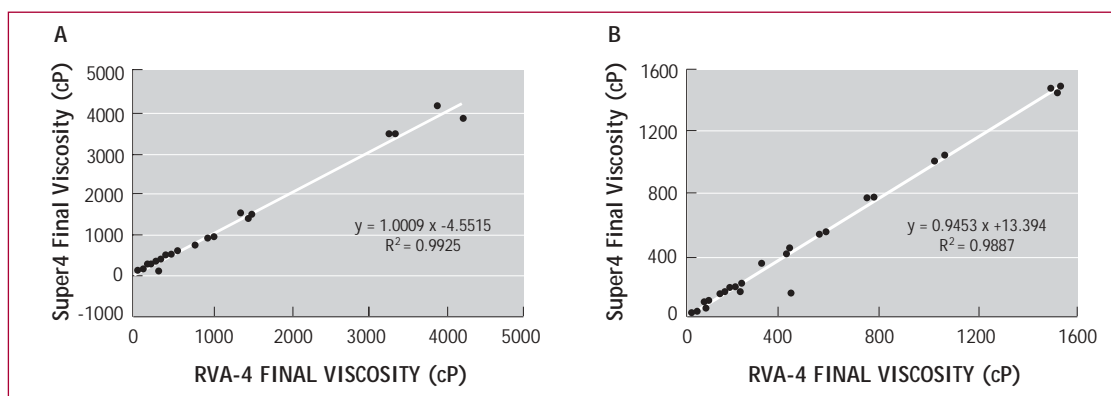 A
Super4 Final Viscosity (cP)
5000
4000
3000
2000
1000
0
-1000
y = 1.0009 x -4.5515
R² = 0.9925
0 1000 2000 3000 4000 5000
RVA-4 FINAL VISCOSITY (cP)
B
Super4 Final Viscosity (cP)
1600
1200
800
400
0
y = 0.9453 x +13.394
R² = 0.9887
0 400 800 1200 1600
RVA-4 FINAL VISCOSITY (cP)